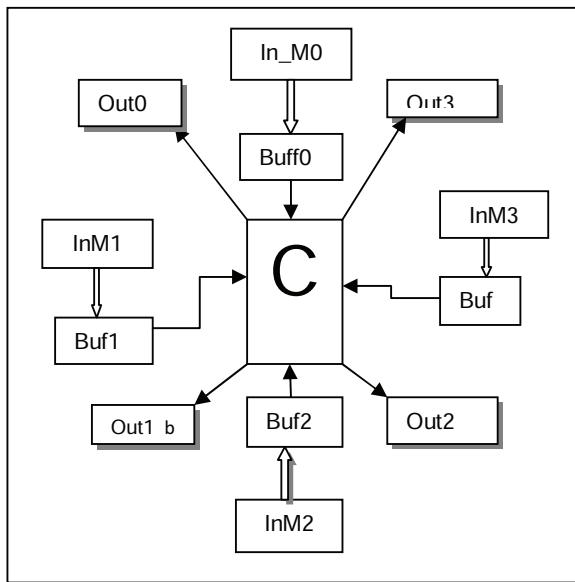 In_M0
Out0
Out3
Buff0
InM3
InM1
C
Buf
Buf1
Out1 b
Buf2
Out2
InM2